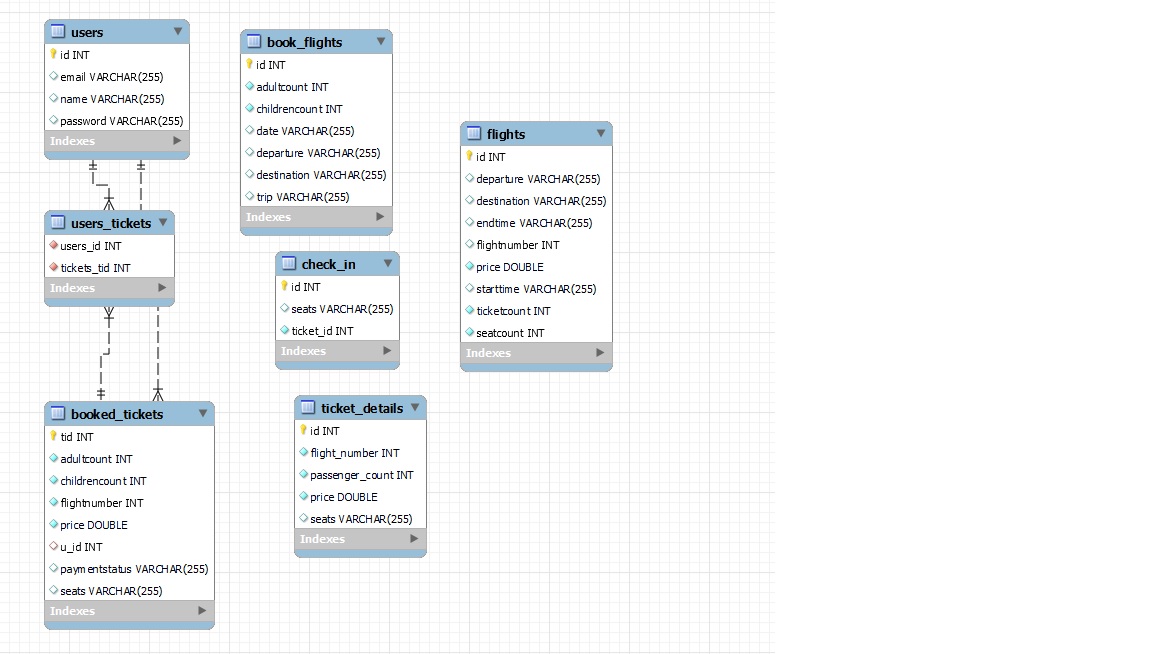 users
id INT
email VARCHAR(255)
name VARCHAR(255)
password VARCHAR(255)
Indexes
users_tickets
users_id INT
tickets_tid INT
Indexes
booked_tickets
tid INT
adultcount INT
childrencount INT
flightnumber INT
price DOUBLE
u_id INT
paymentstatus VARCHAR(255)
seats VARCHAR(255)
Indexes
book_flights
id INT
adultcount INT
childrencount INT
date VARCHAR(255)
departure VARCHAR(255)
destination VARCHAR(255)
trip VARCHAR(255)
Indexes
check_in
id INT
seats VARCHAR(255)
ticket_id INT
Indexes
ticket_details
id INT
flight_number INT
passenger_count INT
price DOUBLE
seats VARCHAR(255)
Indexes
flights
id INT
departure VARCHAR(255)
destination VARCHAR(255)
endtime VARCHAR(255)
flightnumber INT
price DOUBLE
starttime VARCHAR(255)
ticketcount INT
seatcount INT
Indexes